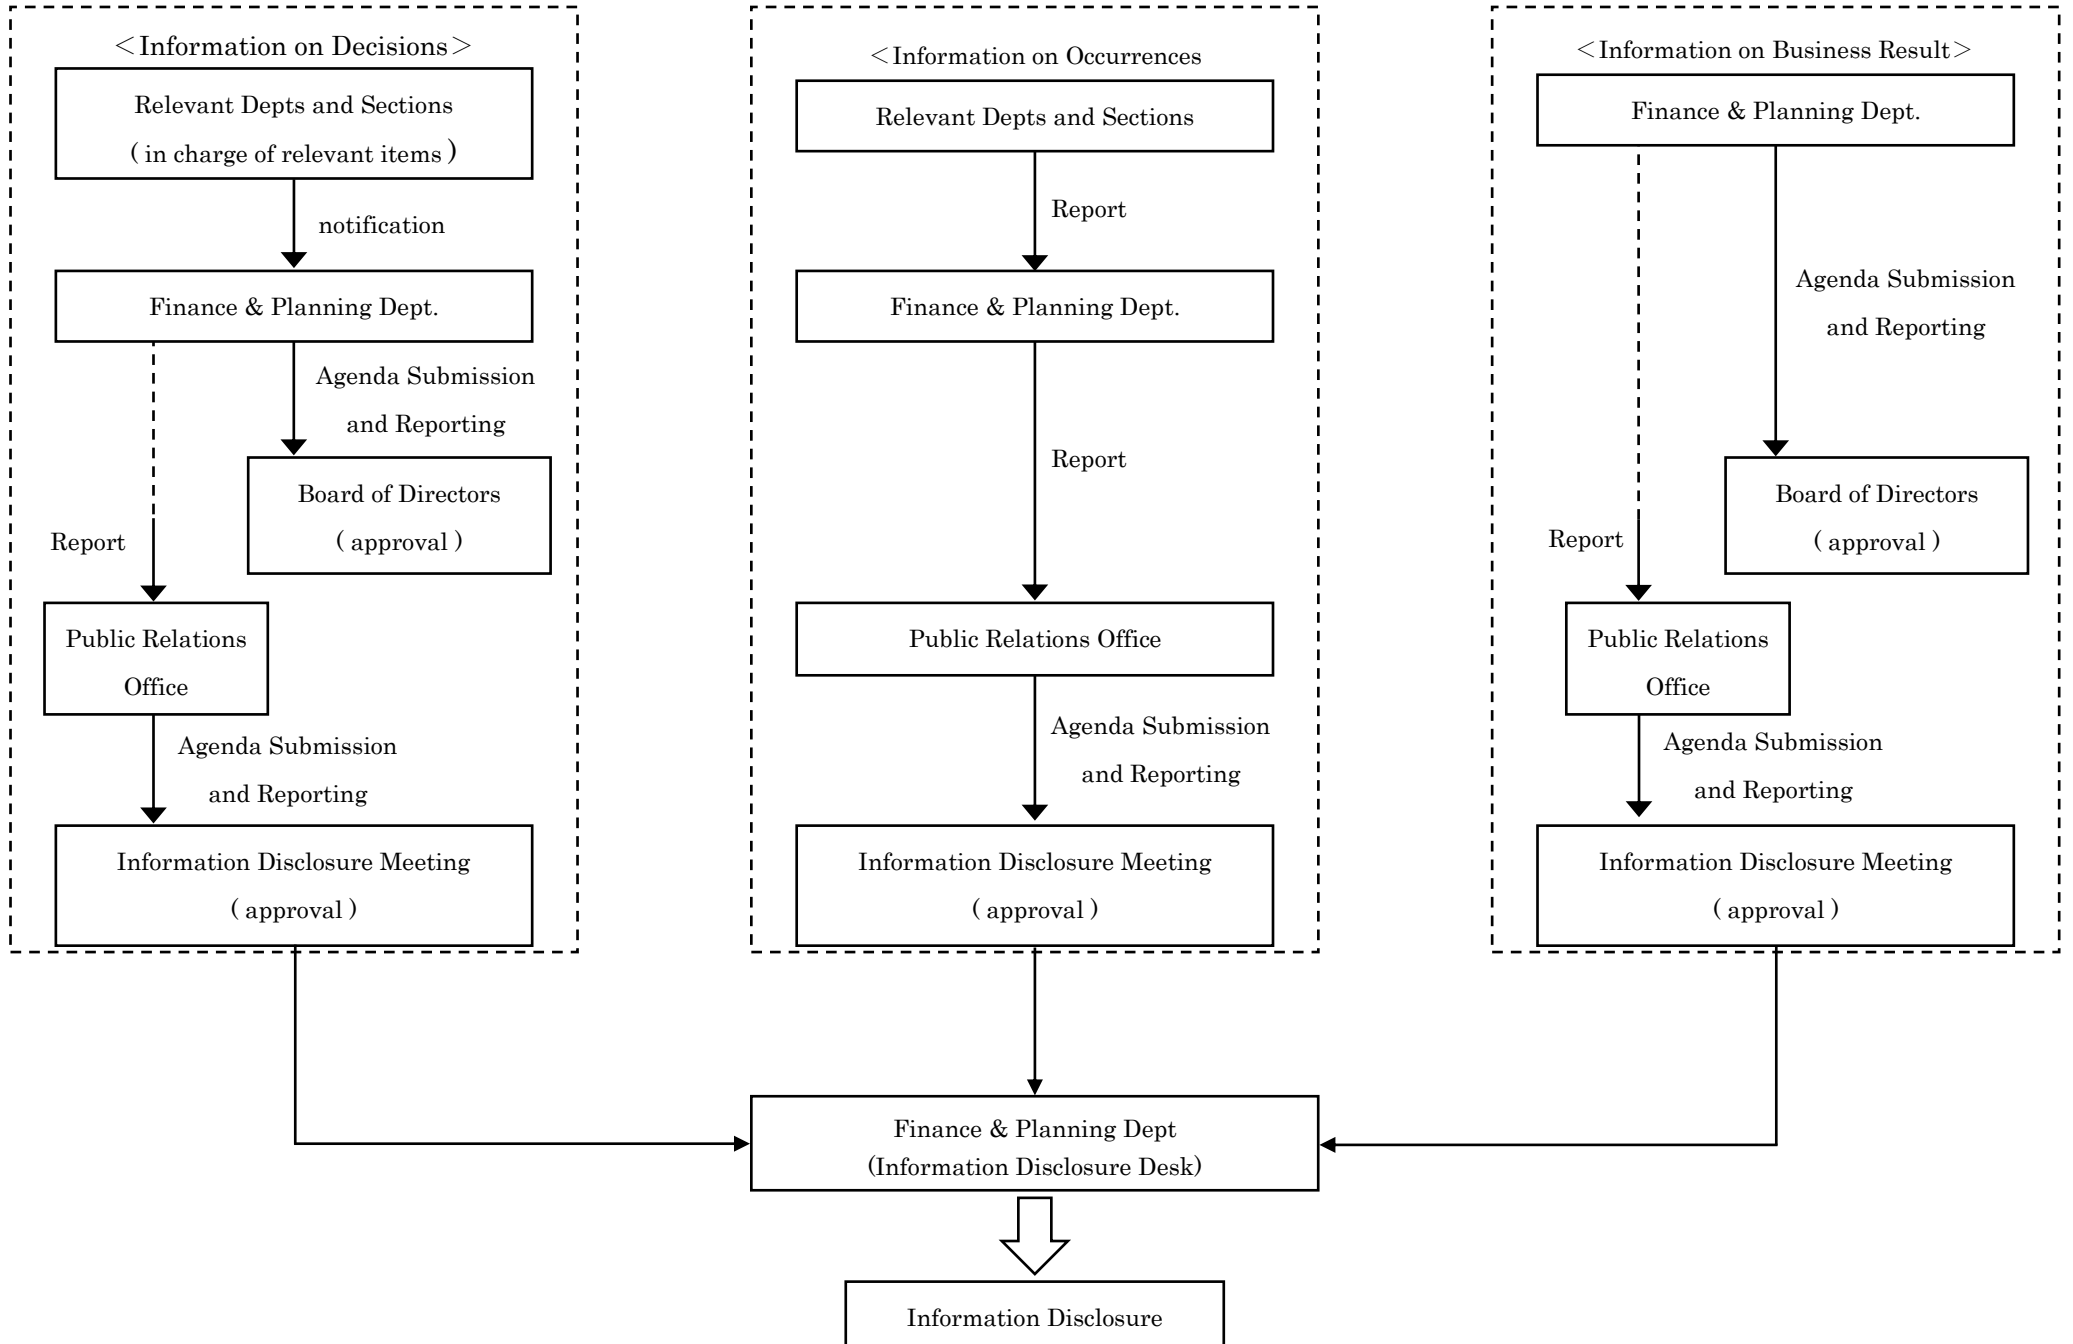 ＜Information on Decisions＞
Relevant Depts and Sections
( in charge of relevant items )
notification
Finance & Planning Dept.
Agenda Submission
and Reporting
Board of Directors
( approval )
Report
Public Relations
Office
Agenda Submission
and Reporting
Information Disclosure Meeting
( approval )
＜Information on Occurrences
Relevant Depts and Sections
Report
Finance & Planning Dept.
Report
Public Relations Office
Agenda Submission
and Reporting
Information Disclosure Meeting
( approval )
＜Information on Business Result＞
Finance & Planning Dept.
Agenda Submission
and Reporting
Board of Directors
( approval )
Report
Public Relations
Office
Agenda Submission
and Reporting
Information Disclosure Meeting
( approval )
Finance & Planning Dept
(Information Disclosure Desk)
Information Disclosure